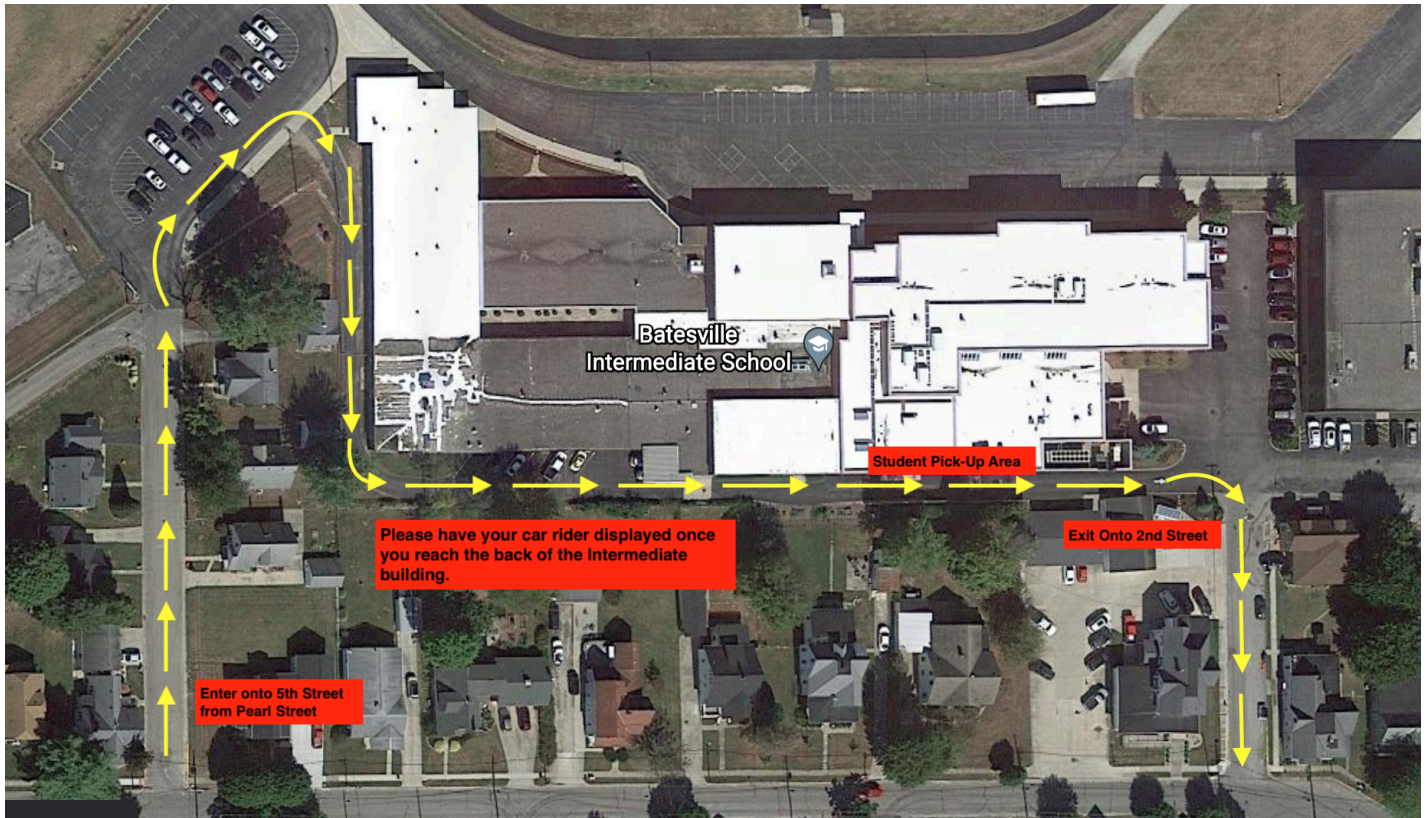 Batesville
Intermediate School
Student Pick-Up Area
Please have your car rider displayed once
you reach the back of the Intermediate
building.
Exit Onto 2nd Street
Enter onto 5th Street
from Pearl Street